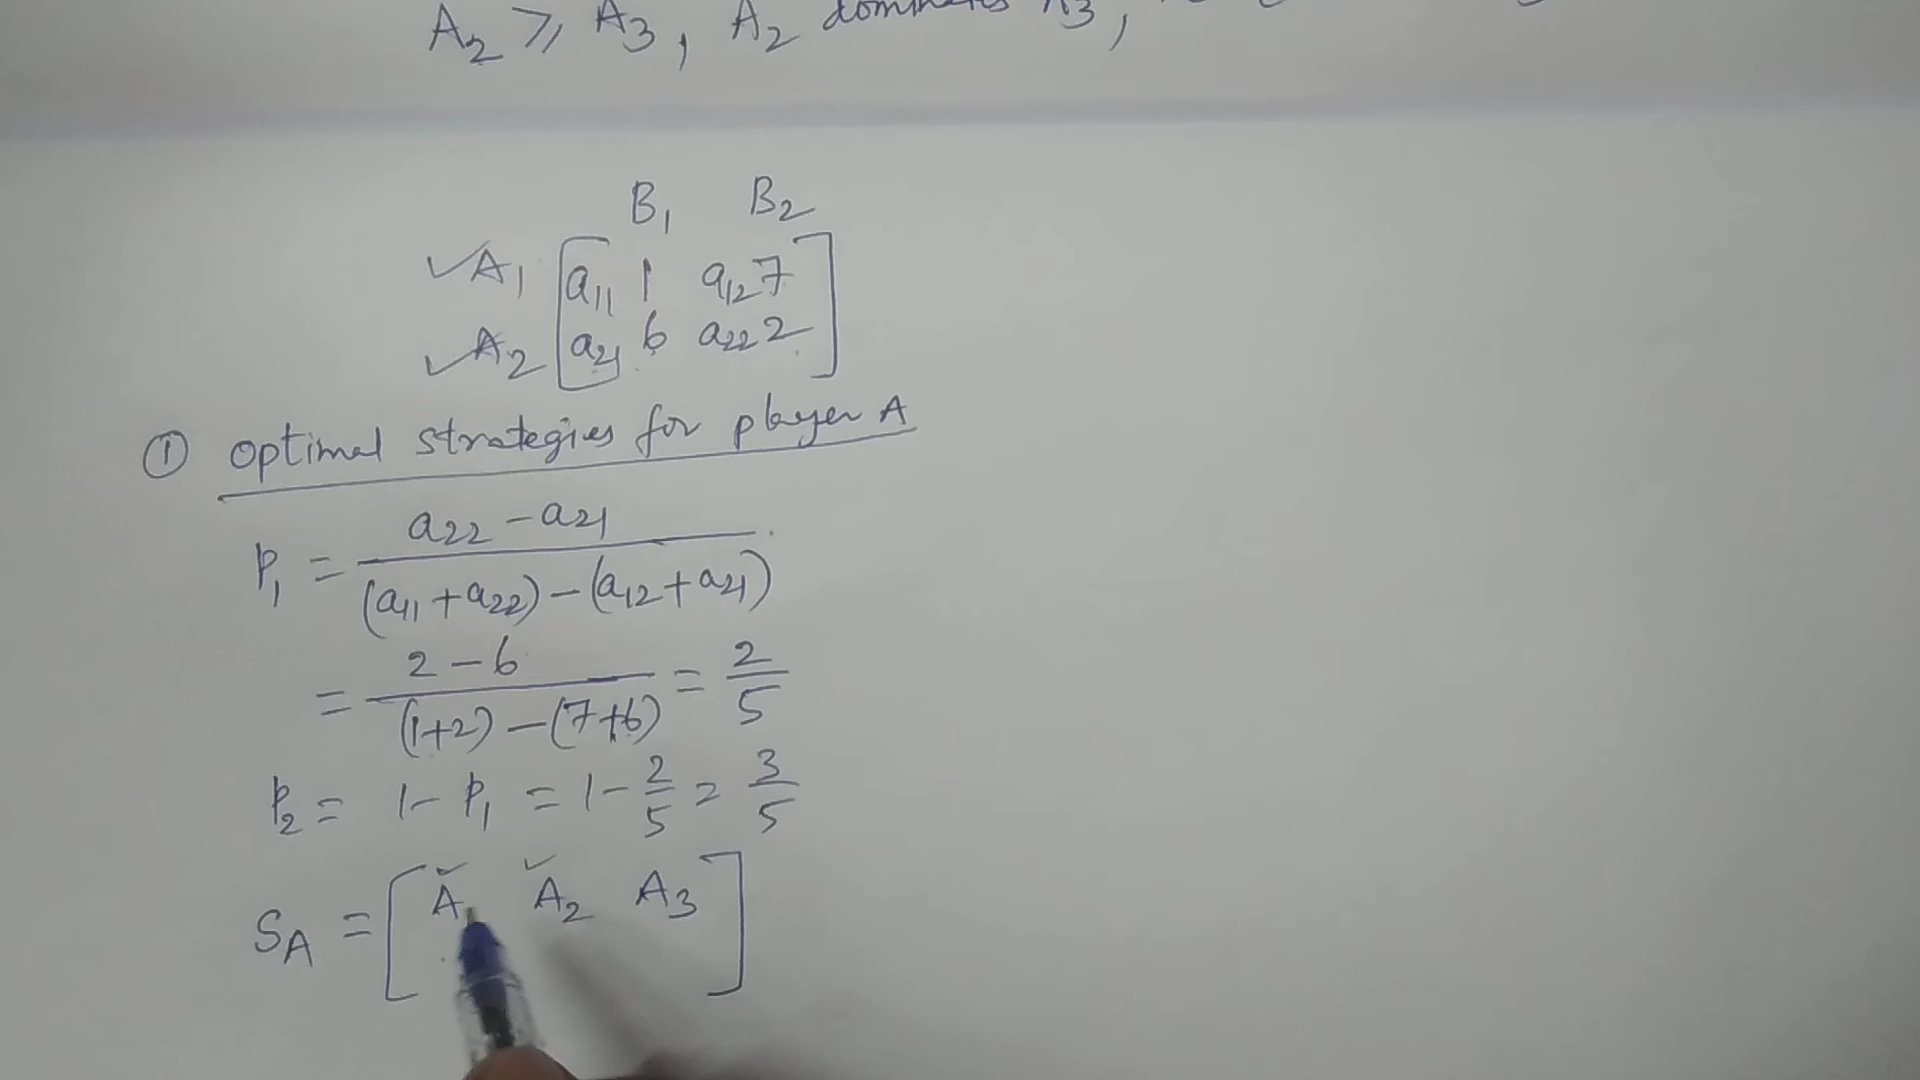 A2 ⩾ A3, A2 dominates A3,
B1 B2
✓A1 [a11 1 a12 7]
✓A2 [a21 6 a22 2]
① optimal strategies for player A
P1 = a22 - a21 / (a11 + a22) - (a12 + a21)
= 2 - 6 / (1+2) - (7+6) = 2/5
P2 = 1 - P1 = 1 - 2/5 = 3/5
SA = [A1 A2 A3]